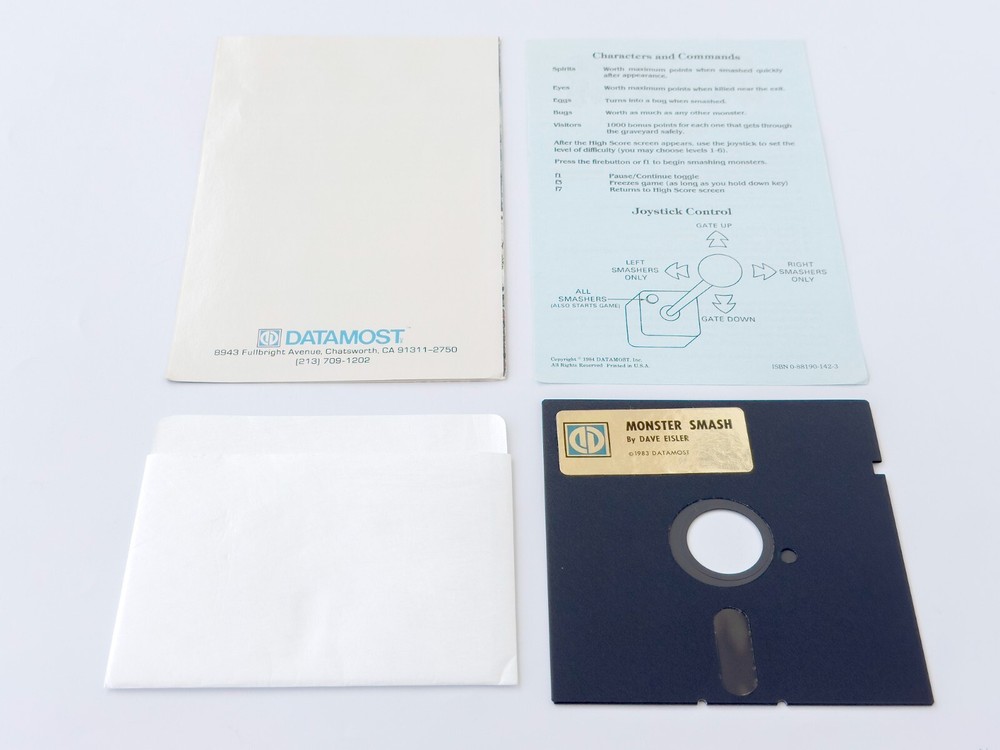 DATAMOST
8943 Fullbright Avenue, Chatsworth, CA 91311-2750
(213) 709-1202
Characters and Commands
Spirits Worth maximum points when smashed quickly
after appearance.
Eyes Worth maximum points when killed near the exit.
Eggs Turns into a bug when smashed.
Bugs Worth as much as any other monster.
Visitors 1000 bonus points for each one that gets through
the graveyard safely.
After the High Score screen appears, use the joystick to set the
level of difficulty (you may choose levels 1-6).
Press the firebutton or f1 to begin smashing monsters.
f1 Pause/Continue toggle
f5 Freezes game (as long as you hold down key)
f7 Returns to High Score screen
Joystick Control
GATE UP
LEFT
SMASHERS
ONLY
RIGHT
SMASHERS
ONLY
ALL
SMASHERS
(ALSO STARTS GAME)
GATE DOWN
Copyright © 1984 DATAMOST, Inc.
All Rights Reserved Printed in U.S.A.
ISBN 0-88190-142-3
MONSTER SMASH
By DAVE EISLER
©1983 DATAMOST